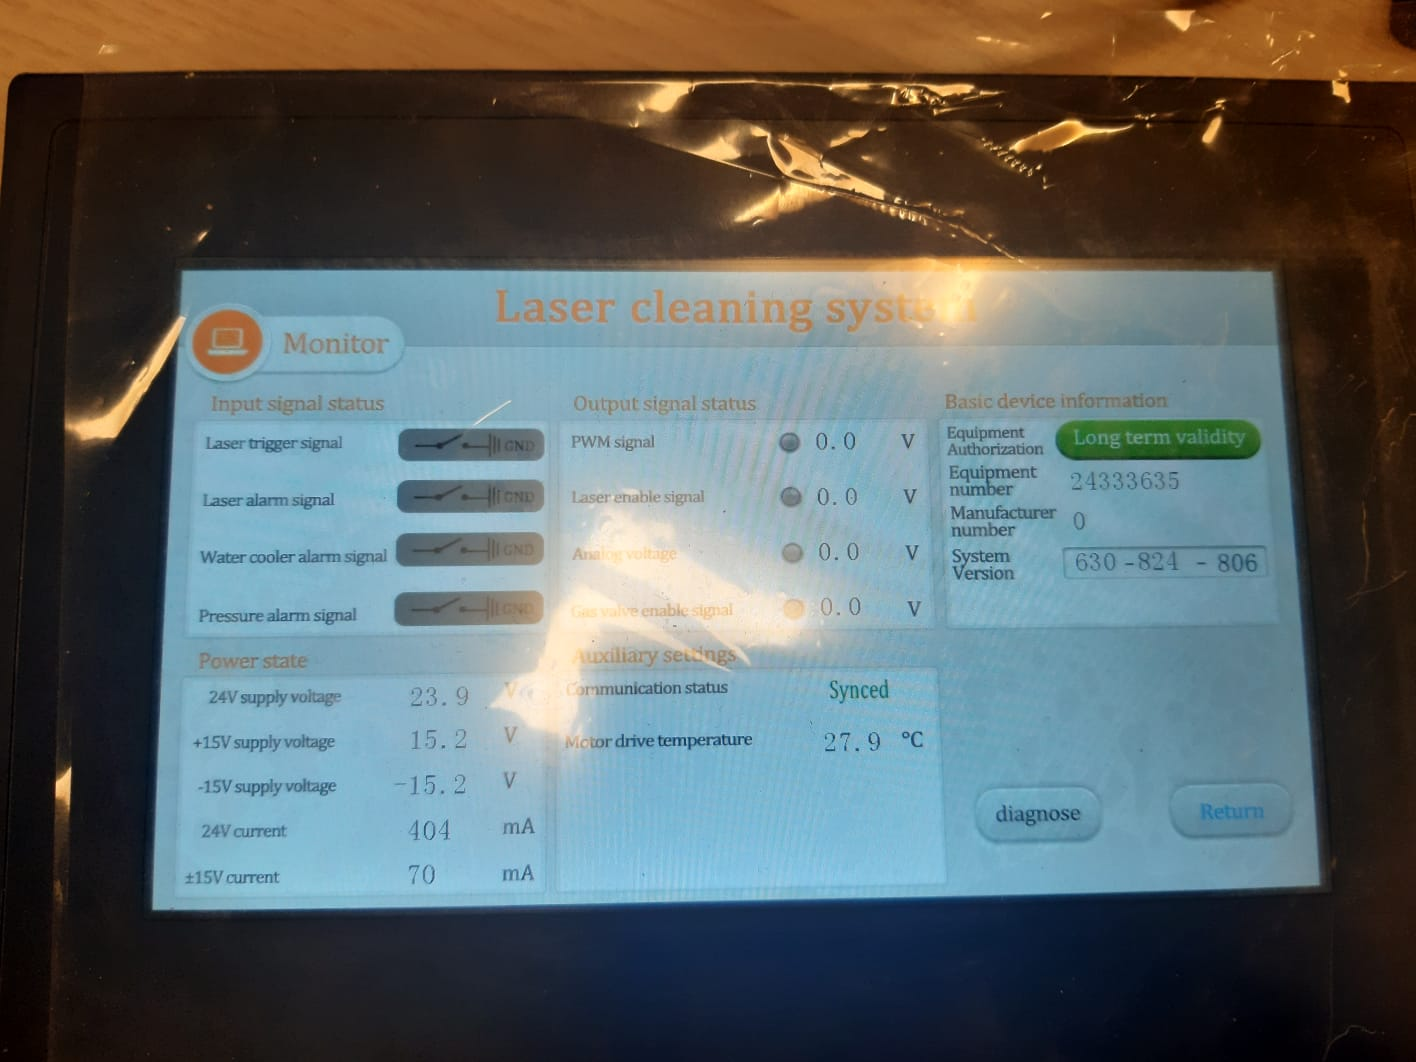 Laser cleaning system
Monitor
Input signal status
Laser trigger signal GND
Laser alarm signal GND
Water cooler alarm signal GND
Pressure alarm signal GND
Output signal status
PWM signal 0.0 V
Laser enable signal 0.0 V
Analog voltage 0.0 V
Gas valve enable signal 0.0 V
Basic device information
Equipment
Authorization Long term validity
Equipment
number 24333635
Manufacturer
number 0
System
Version 630 -824 - 806
Power state
24V supply voltage 23.9 V
+15V supply voltage 15.2 V
-15V supply voltage -15.2 V
24V current 404 mA
±15V current 70 mA
Auxiliary settings
Communication status Synced
Motor drive temperature 27.9 °C
diagnose
Return